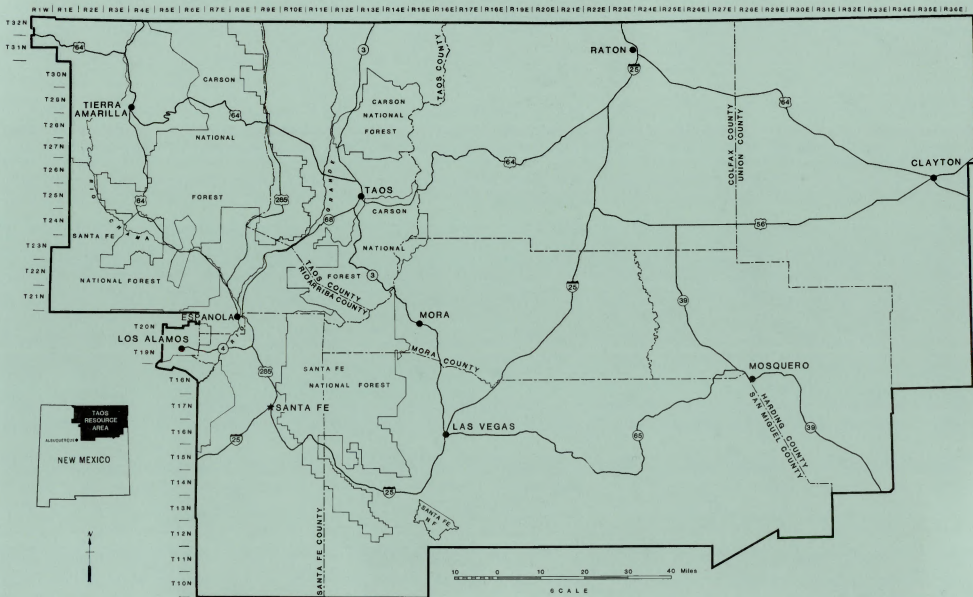 R1W R1E R2E R3E R4E R5E R6E R7E R8E R9E R10E R11E R12E R13E R14E R15E R16E R17E R18E R19E R20E R21E R22E R23E R24E R25E R26E R27E R28E R29E R30E R31E R32E R33E R34E R35E R36E
T32N
T31N
T30N
T29N
T28N
T27N
T26N
T25N
T24N
T23N
T22N
T21N
T20N
T19N
T18N
T17N
T16N
T15N
T14N
T13N
T12N
T11N
T10N
64
TIERRA
AMARILLA
CARSON
NATIONAL
FOREST
64
64
285
RIO
CHAMA
SANTA FE
NATIONAL FOREST
3
TAOS COUNTY
CARSON
NATIONAL
FOREST
GRANDE
TAOS
68
CARSON
NATIONAL
FOREST
3
TAOS COUNTY
RIO ARRIBA COUNTY
64
RATON
25
COLFAX COUNTY
UNION COUNTY
64
CLAYTON
56
25
39
ESPANOLA
LOS ALAMOS
4
RIO
285
MORA
MORA COUNTY
SANTA FE
NATIONAL FOREST
SANTA FE
25
LAS VEGAS
65
MOSQUERO
HARDING COUNTY
SAN MIGUEL COUNTY
39
25
SANTA FE
NF
SANTA FE COUNTY
TAOS
RESOURCE
AREA
ALBUQUERQUE
NEW MEXICO
N
10 0 10 20 30 40 Miles
SCALE